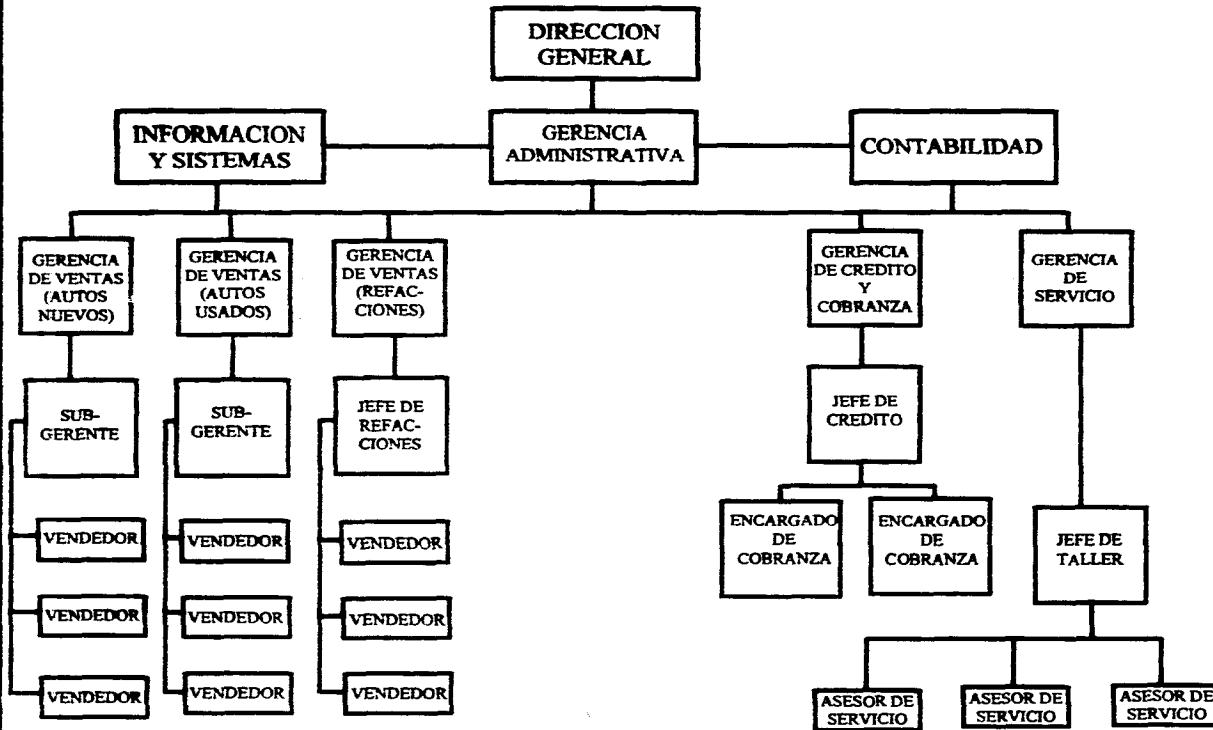 DIRECCION
GENERAL
INFORMACION
Y SISTEMAS
GERENCIA
ADMINISTRATIVA
CONTABILIDAD
GERENCIA
DE VENTAS
(AUTOS
NUEVOS)
GERENCIA
DE VENTAS
(AUTOS
USADOS)
GERENCIA
DE VENTAS
(REFAC-
CIONES)
GERENCIA
DE CREDITO
Y
COBRANZA
GERENCIA
DE
SERVICIO
SUB-
GERENTE
SUB-
GERENTE
JEFE DE
REFAC-
CIONES
JEFE DE
CREDITO
ENCARGADO
DE
COBRANZA
ENCARGADO
DE
COBRANZA
JEFE DE
TALLER
VENDEDOR
VENDEDOR
VENDEDOR
VENDEDOR
VENDEDOR
VENDEDOR
VENDEDOR
VENDEDOR
VENDEDOR
ASESOR DE
SERVICIO
ASESOR DE
SERVICIO
ASESOR DE
SERVICIO